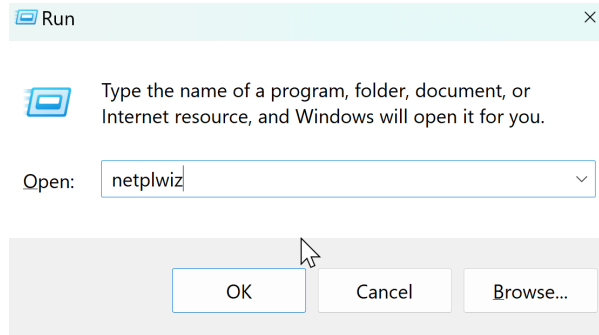 Run
Type the name of a program, folder, document, or
Internet resource, and Windows will open it for you.
Open: netplwiz
OK Cancel Browse...